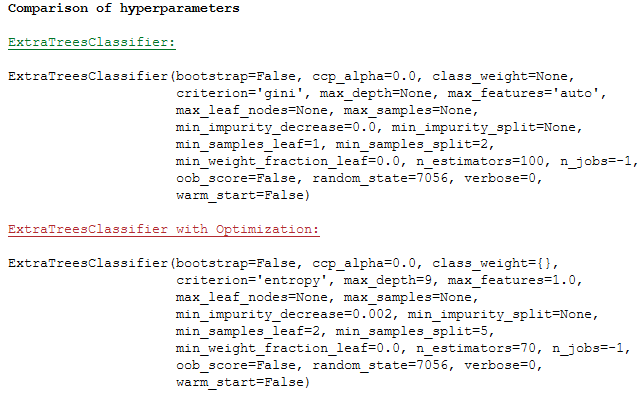 Comparison of hyperparameters
ExtraTreesClassifier:
ExtraTreesClassifier(bootstrap=False, ccp_alpha=0.0, class_weight=None,
criterion='gini', max_depth=None, max_features='auto',
max_leaf_nodes=None, max_samples=None,
min_impurity_decrease=0.0, min_impurity_split=None,
min_samples_leaf=1, min_samples_split=2,
min_weight_fraction_leaf=0.0, n_estimators=100, n_jobs=-1,
oob_score=False, random_state=7056, verbose=0,
warm_start=False)
ExtraTreesClassifier with Optimization:
ExtraTreesClassifier(bootstrap=False, ccp_alpha=0.0, class_weight={},
criterion='entropy', max_depth=9, max_features=1.0,
max_leaf_nodes=None, max_samples=None,
min_impurity_decrease=0.002, min_impurity_split=None,
min_samples_leaf=2, min_samples_split=5,
min_weight_fraction_leaf=0.0, n_estimators=70, n_jobs=-1,
oob_score=False, random_state=7056, verbose=0,
warm_start=False)